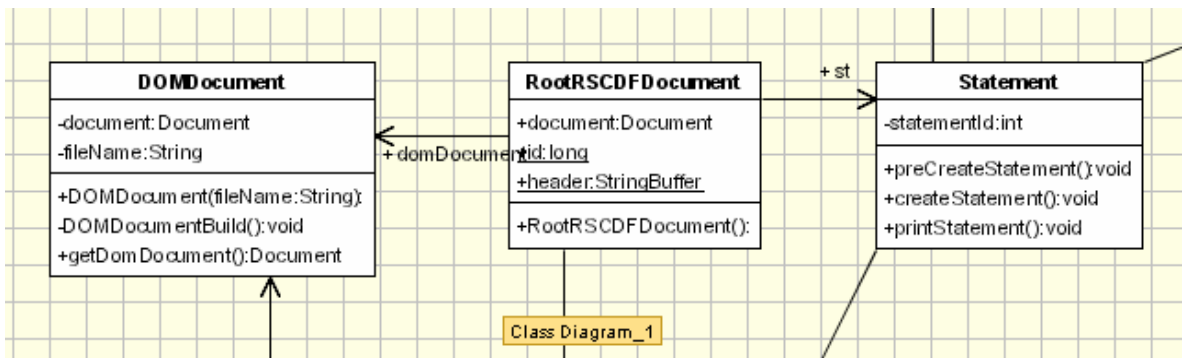 DOMDocument
-document:Document
-fileName:String
+DOMDocument(fileName:String):
-DOMDocumentBuild():void
+getDomDocument():Document
+ domDocument
RootRSCDFDocument
+document:Document
+id:long
+header:StringBuffer
+RootRSCDFDocument():
+ st
Statement
-statementId:int
+preCreateStatement():void
+createStatement():void
+printStatement():void
Class Diagram_1